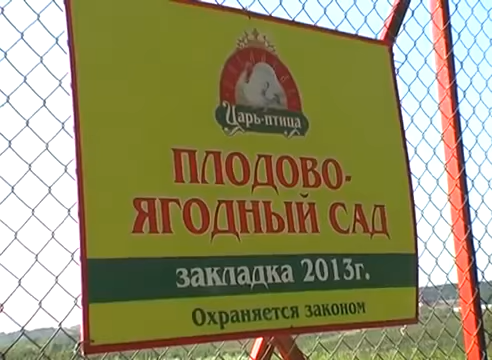 Царь-птица
ПЛОДОВО-
ЯГОДНЫЙ САД
закладка 2013г.
Охраняется законом